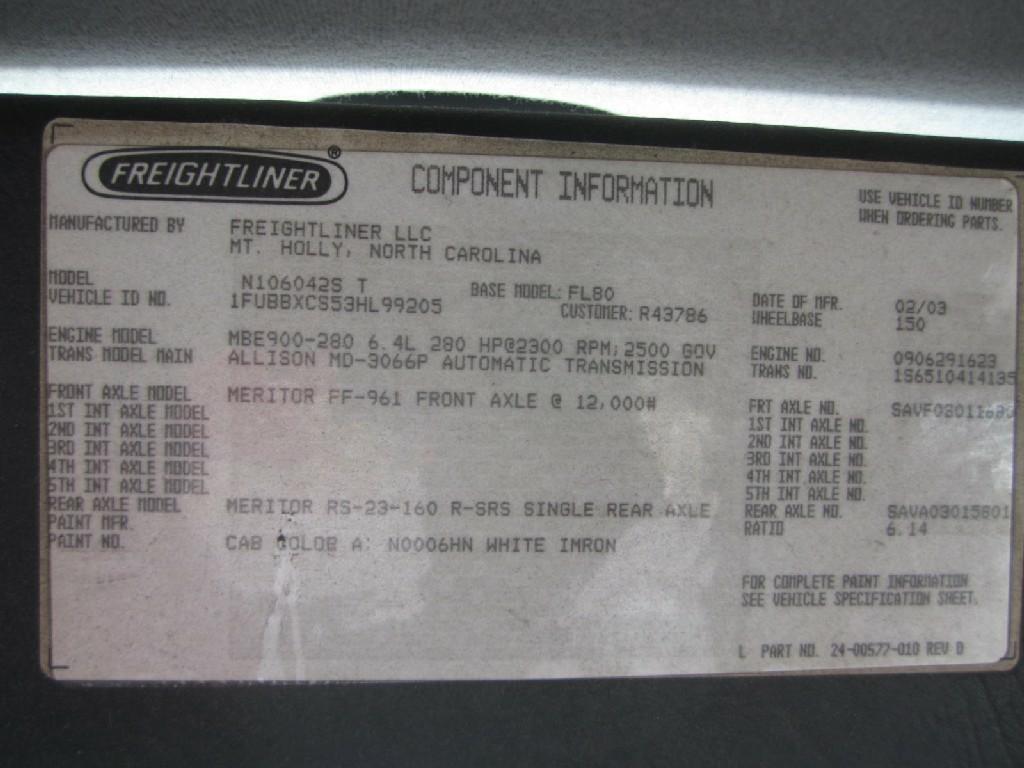 FREIGHTLINER ®
COMPONENT INFORMATION
USE VEHICLE ID NUMBER
WHEN ORDERING PARTS.
MANUFACTURED BY FREIGHTLINER LLC
MT. HOLLY, NORTH CAROLINA
MODEL N106042S T BASE MODEL: FL80 DATE OF MFR. 02/03
VEHICLE ID NO. 1FUBBXCS53HL99205 CUSTOMER: R43786 WHEELBASE 150
ENGINE MODEL MBE900-280 6.4L 280 HP@2300 RPM; 2500 GOV ENGINE NO. 0906291623
TRANS MODEL MAIN ALLISON MD-3066P AUTOMATIC TRANSMISSION TRANS NO. 1S6510414135
FRONT AXLE MODEL MERITOR FF-961 FRONT AXLE @ 12,000# FRT AXLE NO.
1ST INT AXLE MODEL 1ST INT AXLE NO.
2ND INT AXLE MODEL 2ND INT AXLE NO.
3RD INT AXLE MODEL 3RD INT AXLE NO.
4TH INT AXLE MODEL 4TH INT AXLE NO.
5TH INT AXLE MODEL 5TH INT AXLE NO.
REAR AXLE MODEL MERITOR RS-23-160 R-SRS SINGLE REAR AXLE REAR AXLE NO. SAVA03015801
PAINT MFR. RATIO 6.14
PAINT NO. CAB COLOR A: N0006HN WHITE IMRON
FOR COMPLETE PAINT INFORMATION
SEE VEHICLE SPECIFICATION SHEET.
L PART NO. 24-00577-010 REV D